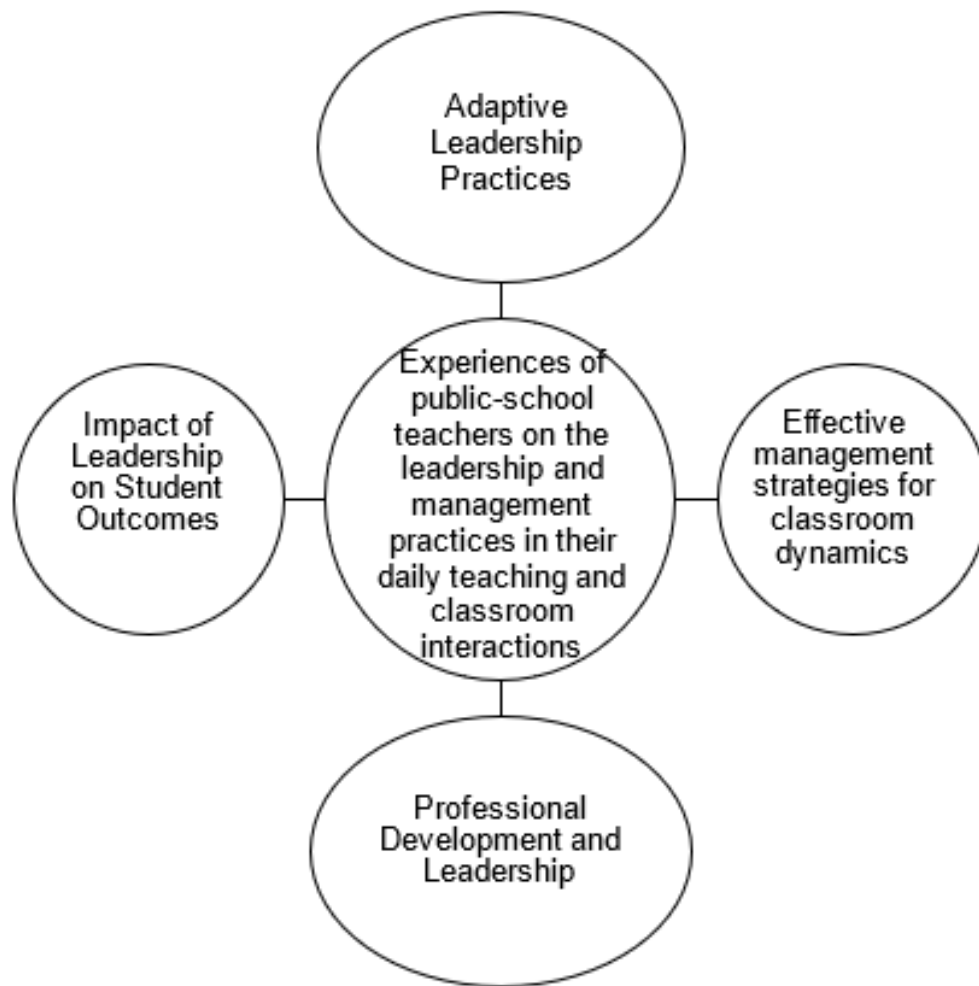 Adaptive
Leadership
Practices
Impact of
Leadership
on Student
Outcomes
Experiences of
public-school
teachers on the
leadership and
management
practices in their
daily teaching and
classroom
interactions
Effective
management
strategies for
classroom
dynamics
Professional
Development and
Leadership